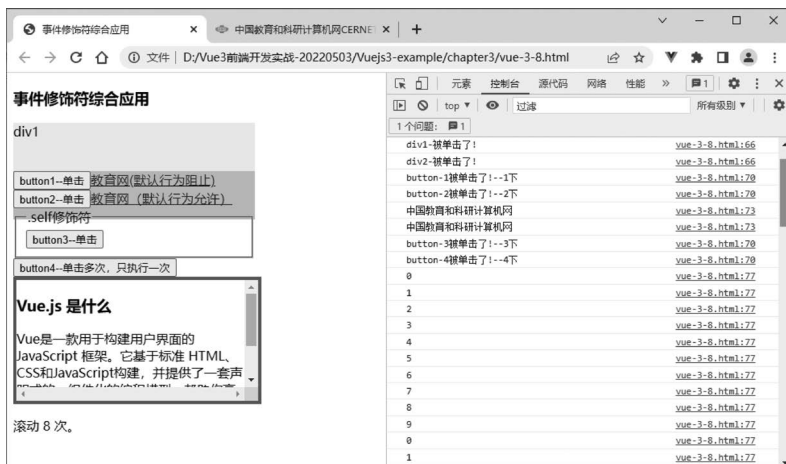 事件修饰符综合应用
中国教育和科研计算机网CERNE
文件 D:/Vue3前端开发实战-20220503/Vuejs3-example/chapter3/vue-3-8.html
事件修饰符综合应用
div1
button1--单击 教育网(默认行为阻止)
button2--单击 教育网（默认行为允许）
.self修饰符
button3--单击
button4--单击多次，只执行一次
Vue.js 是什么
Vue是一款用于构建用户界面的
JavaScript 框架。它基于标准 HTML、
CSS和JavaScript构建，并提供了一套声
滚动 8 次。
元素 控制台 源代码 网络 性能 » 1
top 过滤 所有级别
1 个问题： 1
div1-被单击了! vue-3-8.html:66
div2-被单击了! vue-3-8.html:66
button-1被单击了!--1下 vue-3-8.html:70
button-2被单击了!--2下 vue-3-8.html:70
中国教育和科研计算机网 vue-3-8.html:73
中国教育和科研计算机网 vue-3-8.html:73
button-3被单击了!--3下 vue-3-8.html:70
button-4被单击了!--4下 vue-3-8.html:70
0 vue-3-8.html:77
1 vue-3-8.html:77
2 vue-3-8.html:77
3 vue-3-8.html:77
4 vue-3-8.html:77
5 vue-3-8.html:77
6 vue-3-8.html:77
7 vue-3-8.html:77
8 vue-3-8.html:77
9 vue-3-8.html:77
0 vue-3-8.html:77
1 vue-3-8.html:77